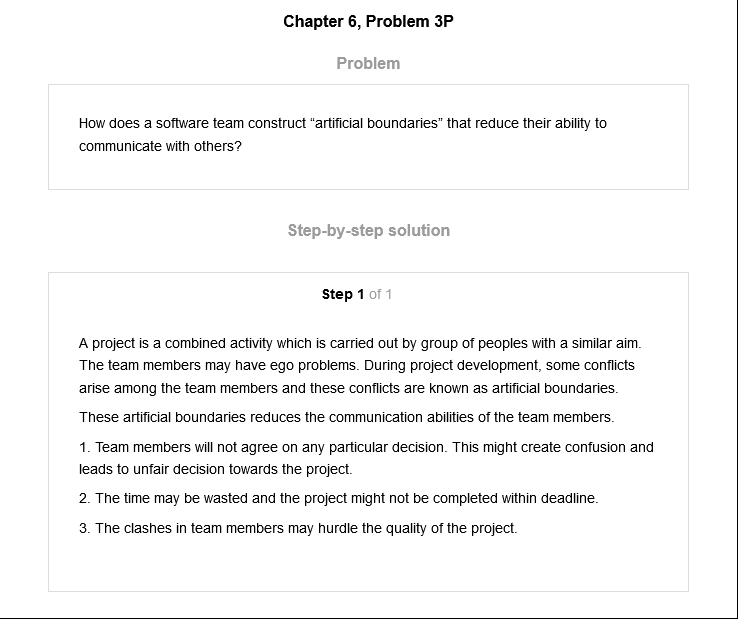 Chapter 6, Problem 3P
Problem
How does a software team construct “artificial boundaries” that reduce their ability to
communicate with others?
Step-by-step solution
Step 1 of 1
A project is a combined activity which is carried out by group of peoples with a similar aim.
The team members may have ego problems. During project development, some conflicts
arise among the team members and these conflicts are known as artificial boundaries.
These artificial boundaries reduces the communication abilities of the team members.
1. Team members will not agree on any particular decision. This might create confusion and
leads to unfair decision towards the project.
2. The time may be wasted and the project might not be completed within deadline.
3. The clashes in team members may hurdle the quality of the project.